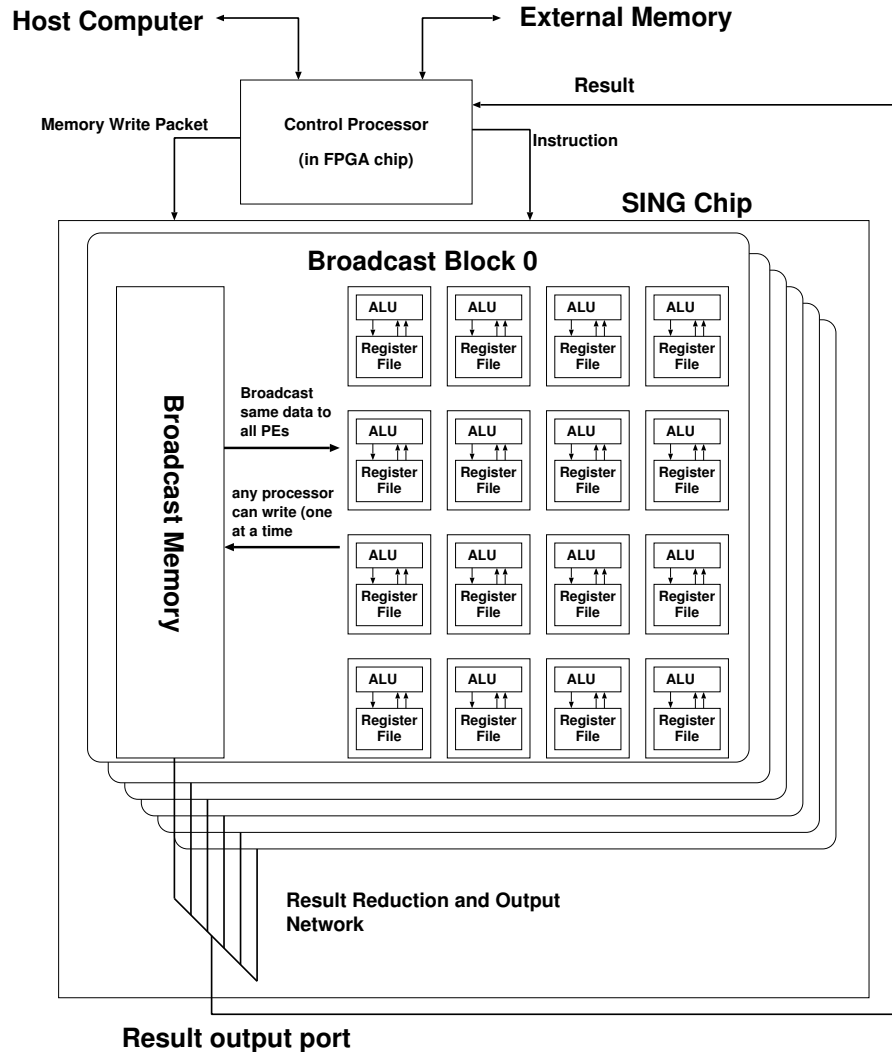 Host Computer
External Memory
Result
Memory Write Packet
Control Processor
(in FPGA chip)
Instruction
SING Chip
Broadcast Block 0
Broadcast Memory
Broadcast
same data to
all PEs
any processor
can write (one
at a time
ALU
Register
File
ALU
Register
File
ALU
Register
File
ALU
Register
File
ALU
Register
File
ALU
Register
File
ALU
Register
File
ALU
Register
File
ALU
Register
File
ALU
Register
File
ALU
Register
File
ALU
Register
File
ALU
Register
File
ALU
Register
File
ALU
Register
File
ALU
Register
File
Result Reduction and Output
Network
Result output port